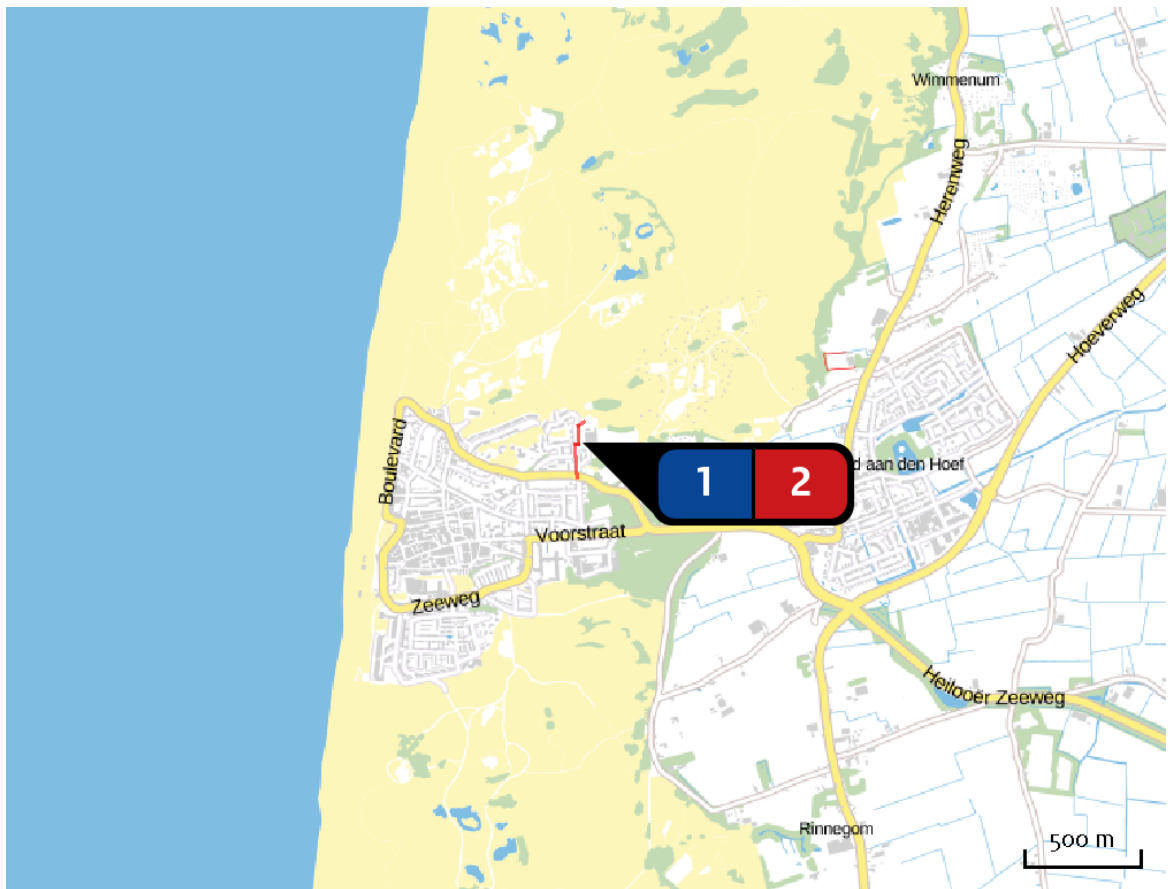 Wimmenum
Herenweg
Hoeverweg
Boulevard
1 2
d aan den Hoef
Voorstraat
Zeeweg
Heilooër Zeeweg
Rinnegom
500 m